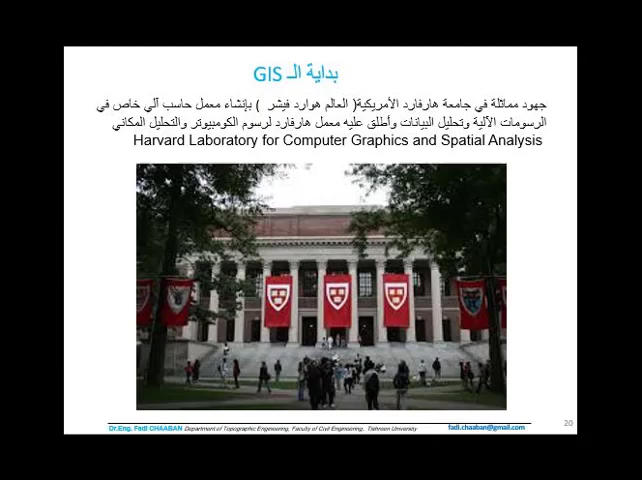 بداية الـ GIS
جهود مماثلة في جامعة هارفارد الأمريكية( العالم هوارد فيشر ) بإنشاء معمل حاسب آلي خاص في
الرسومات الآلية وتحليل البيانات وأطلق عليه معمل هارفارد لرسوم الكومبيوتر والتحليل المكاني
Harvard Laboratory for Computer Graphics and Spatial Analysis
Dr.Eng. Fadi CHAABAN Department of Topographic Engineering, Faculty of Civil Engineering, Tishreen University fadi.chaaban@gmail.com
20